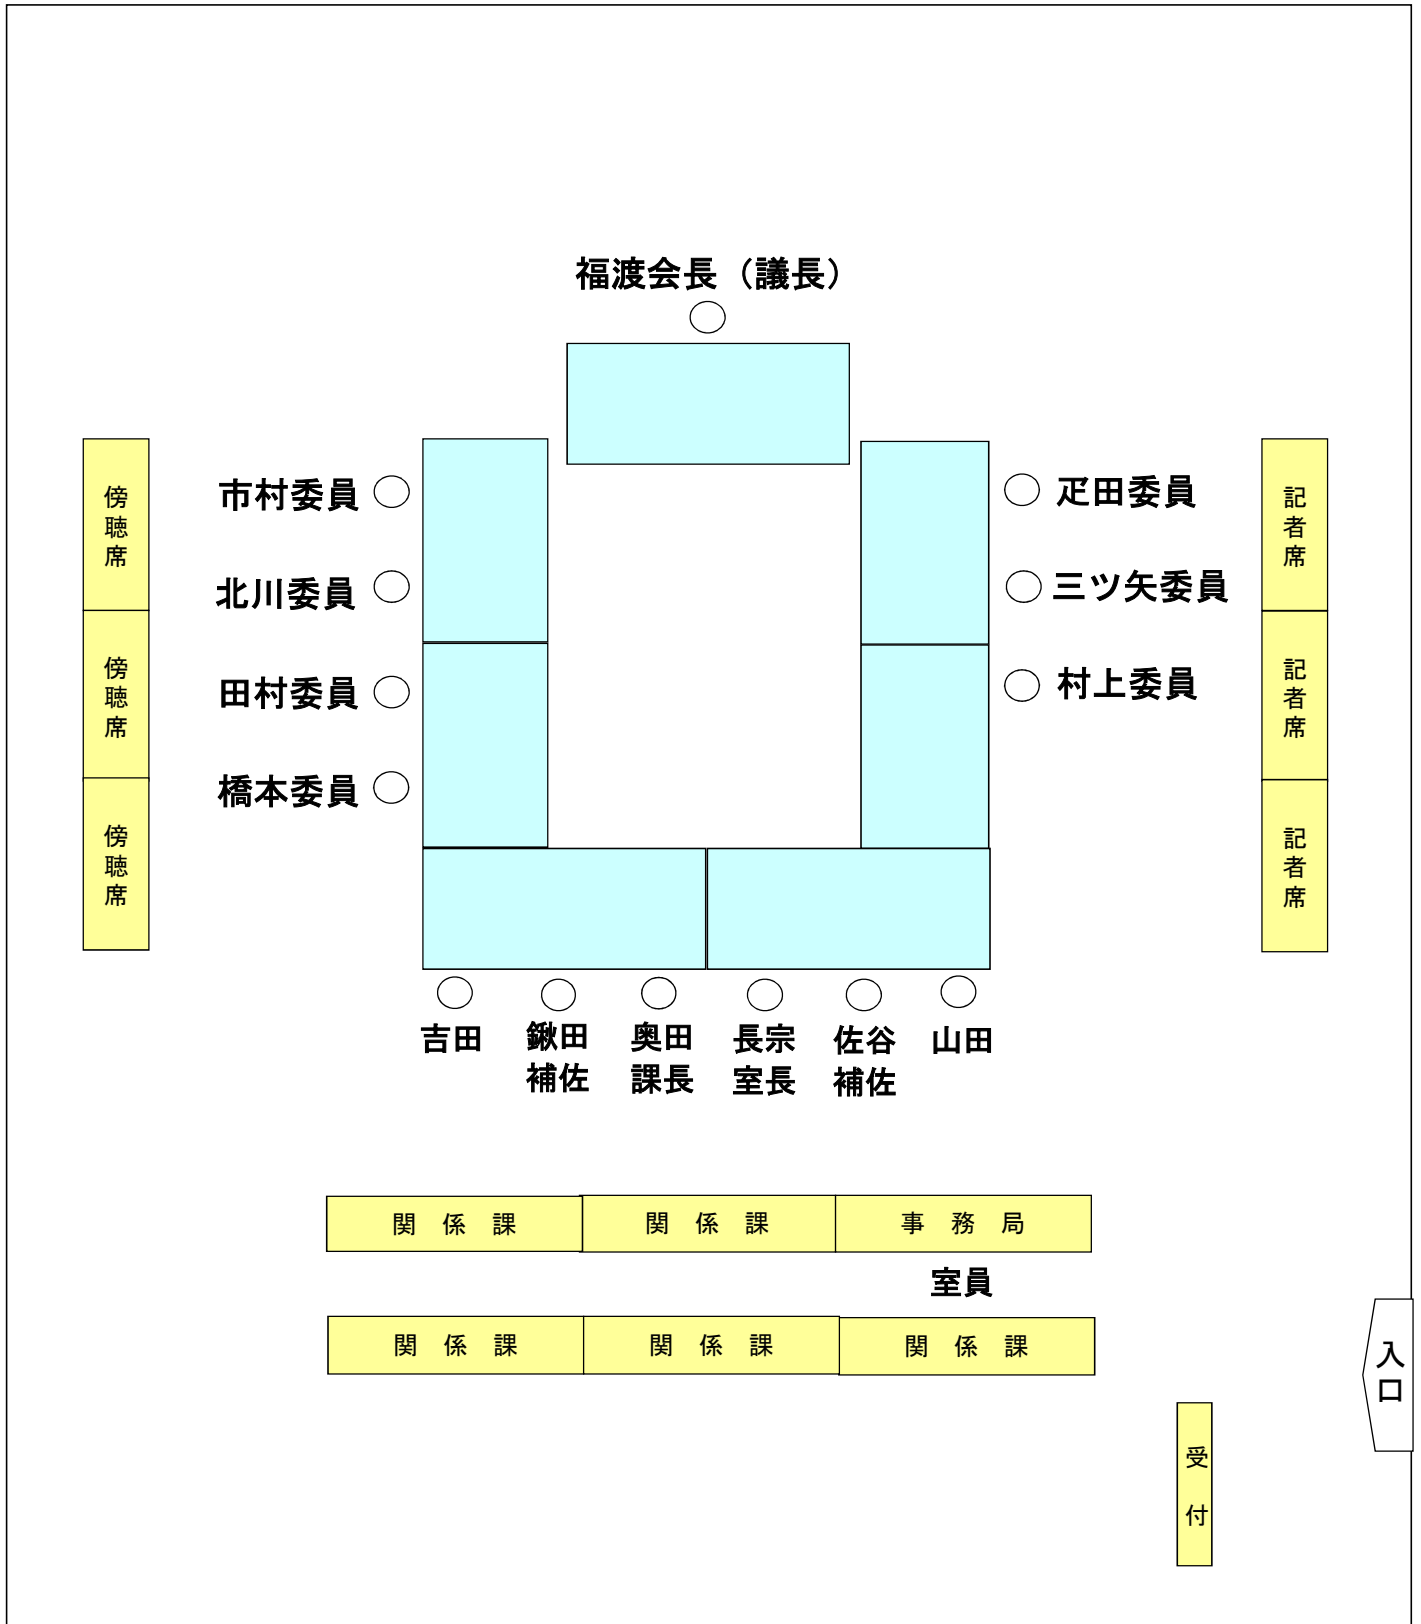 福渡会長（議長）
市村委員
疋田委員
北川委員
三ツ矢委員
田村委員
村上委員
橋本委員
傍聴席
傍聴席
傍聴席
記者席
記者席
記者席
吉田
鍬田
補佐
奥田
課長
長宗
室長
佐谷
補佐
山田
関 係 課
関 係 課
事 務 局
室員
関 係 課
関 係 課
関 係 課
入口
受付